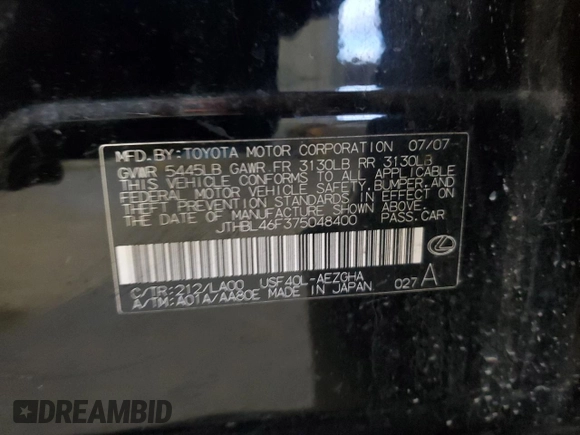 MFD.BY:TOYOTA MOTOR CORPORATION 07/07
GVWR 5445LB GAWR FR 3130LB RR 3130LB
THIS VEHICLE CONFORMS TO ALL APPLICABLE
FEDERAL MOTOR VEHICLE SAFETY, BUMPER, AND
THEFT PREVENTION STANDARDS IN EFFECT ON
THE DATE OF MANUFACTURE SHOWN ABOVE.
JTHBL46F375048400 PASS.CAR
C/TR:212/LA00 USF40L-AEZGHA
A/TM:A01A/AA80E MADE IN JAPAN 027 A
DREAMBID